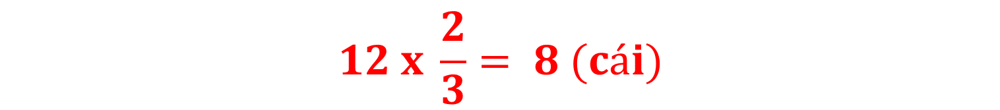 12 x 2/3 = 8 (cái)